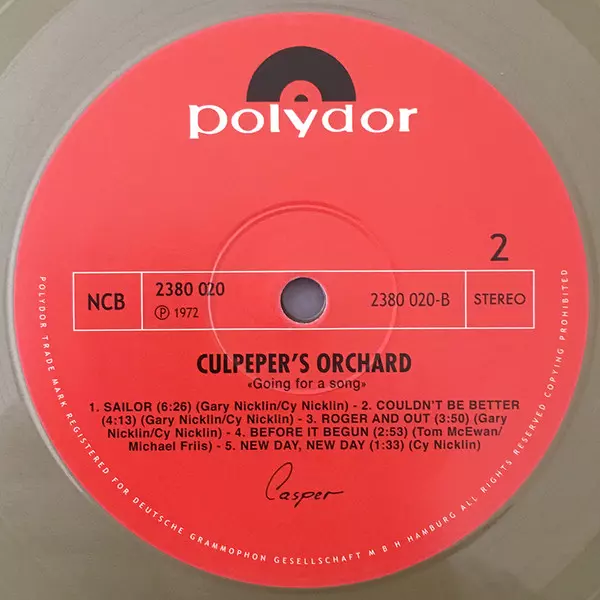 polydor
2
NCB
2380 020
℗ 1972
2380 020-B
STEREO
CULPEPER'S ORCHARD
«Going for a song»
1. SAILOR (6:26) (Gary Nicklin/Cy Nicklin) - 2. COULDN'T BE BETTER
(4:13) (Gary Nicklin/Cy Nicklin) - 3. ROGER AND OUT (3:50) (Gary
Nicklin/Cy Nicklin) - 4. BEFORE IT BEGUN (2:53) (Tom McEwan/
Michael Friis) - 5. NEW DAY, NEW DAY (1:33) (Cy Nicklin)
Casper
POLYDOR TRADE MARK REGISTERED FOR DEUTSCHE GRAMMOPHON GESELLSCHAFT M B H HAMBURG ALL RIGHTS RESERVED COPYING PROHIBITED